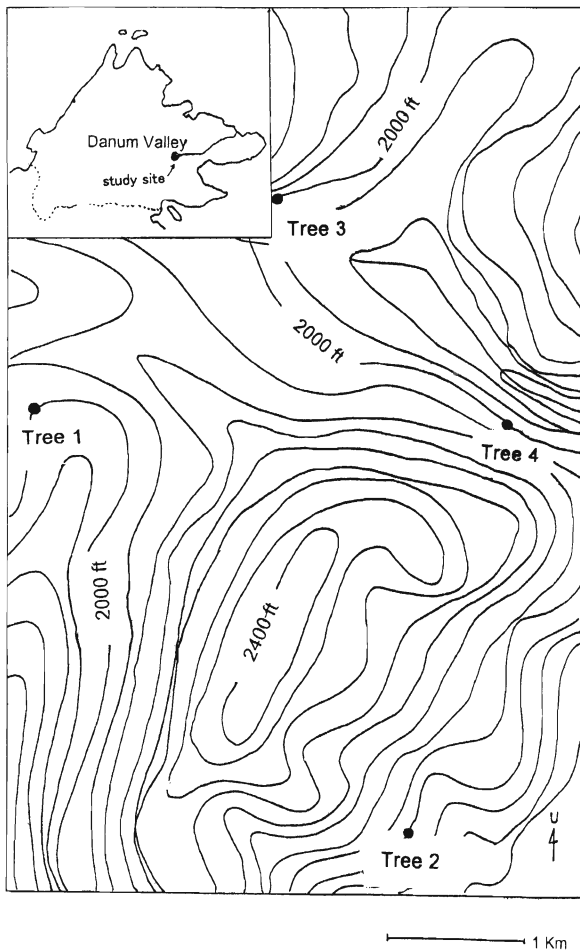 Danum Valley
study site
2000 ft
Tree 3
2000 ft
Tree 1
Tree 4
2000 ft
2400 ft
Tree 2
U
1 Km